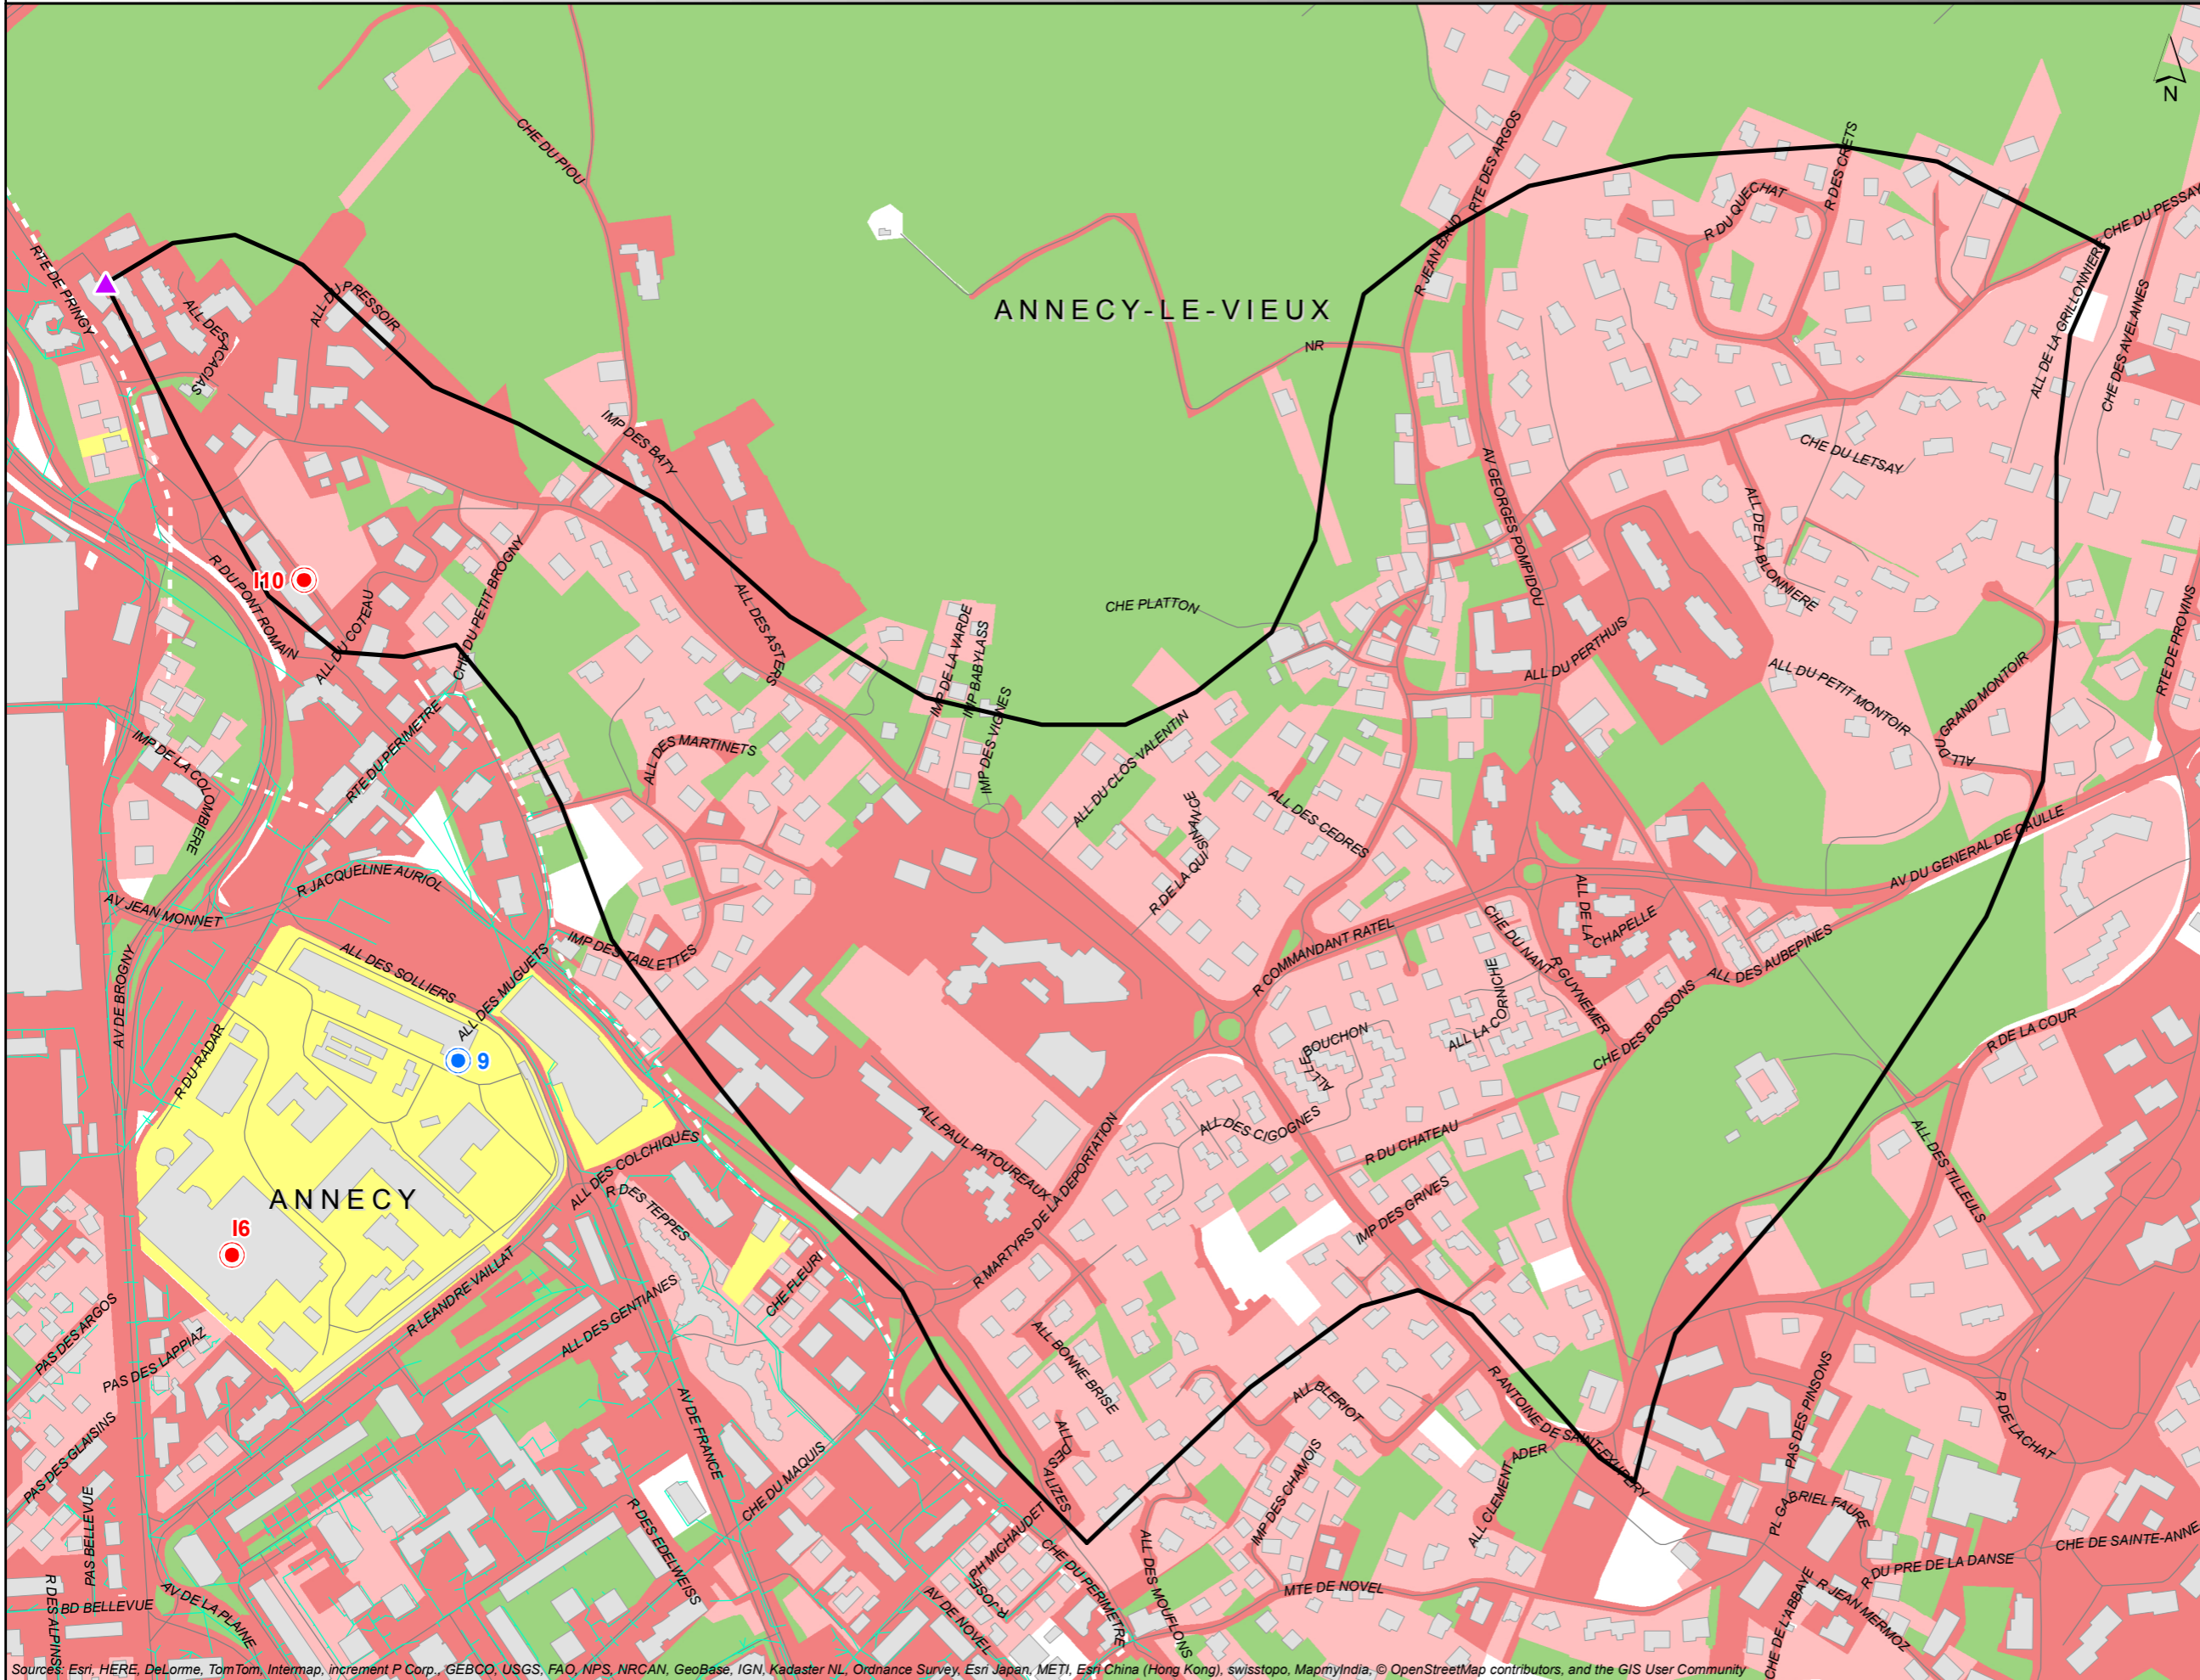 N
CHE DU PIOU
RTE DES ARGOS
R DES CRETS
R DU QUECHAT
CHE DU PESSAY
R JEAN BAUD
RTE DE PRINGY
ALL DES
ACACIAS
ALL DU PRESSOIR
ANNECY-LE-VIEUX
NR
ALL DE LA GRILLONNIERE
CHE DES AVELAINES
IMP DES BATY
AV GEORGES POMPIDOU
CHE DU LETSAY
ALL DE LA BLONNIERE
I10
R DU PONT ROMAIN
ALL DU COTEAU
CHE DU PETIT BROGNY
ALL DES ASTERS
IMP DE LA VARDE
IMP BABYLASS
IMP DES VIGNES
CHE PLATTON
ALL DU PERTHUIS
ALL DU PETIT MONTOIR
GRAND MONTOIR
ALL DU
RTE DE PROVINS
IMP DE LA COLOMBIERE
RTE DU PERIMETRE
ALL DES MARTINETS
ALL DU CLOS VALENTIN
R DE LA QUI
SINANCE
ALL DES CEDRES
AV DU GENERAL DE GAULLE
R JACQUELINE AURIOL
AV JEAN MONNET
AV DE BROGNY
ALL DES SOLLIERS
ALL DES MUGUETS
IMP DES TABLETTES
R COMMANDANT RATEL
CHE DU NANT
ALL DE LA
CHAPELLE
R GUYNEMER
ALL DES AUBEPINES
CHE DES BOSSONS
R DE LA COUR
R DU RADAR
9
BOUCHON
ALL LE
ALL LA CORNICHE
ALL DES CIGOGNES
R DU CHATEAU
ALL DES TILLEULS
ALL PAUL PATOUREAUX
R MARTYRS DE LA DEPORTATION
ALL DES COLCHIQUES
R DES TEPPES
ANNECY
I6
IMP DES GRIVES
R LEANDRE VAILLAT
ALL DES GENTIANES
CHE FLEURI
PAS DES ARGOS
PAS DES LAPPIAZ
PAS DES GLAISINS
PAS BELLEVUE
AV DE FRANCE
CHE DU MAQUIS
R DES EDELWEISS
ALL BONNE BRISE
ALL
DES
ALIZES
ALL BLERIOT
IMP DES CHAMOIS
R ANTOINE DE SAINT-EXUPERY
ALL CLEMENT ADER
PAS DES PINSONS
R DE LACHAT
PL GABRIEL FAURE
CHE DE SAINTE-ANNE
R DU PRE DE LA DANSE
R JEAN MERMOZ
CHE DE L'ABBAYE
MTE DE NOVEL
ALL DES MOUFLONS
CHE DU PERIMETRE
PH MICHAUDET
R JOSE
AV DE NOVEL
AV DE LA PLAINE
BD BELLEVUE
R DES ALPINS
Sources: Esri, HERE, DeLorme, TomTom, Intermap, increment P Corp., GEBCO, USGS, FAO, NPS, NRCAN, GeoBase, IGN, Kadaster NL, Ordnance Survey, Esri Japan, METI, Esri China (Hong Kong), swisstopo, MapmyIndia, © OpenStreetMap contributors, and the GIS User Community